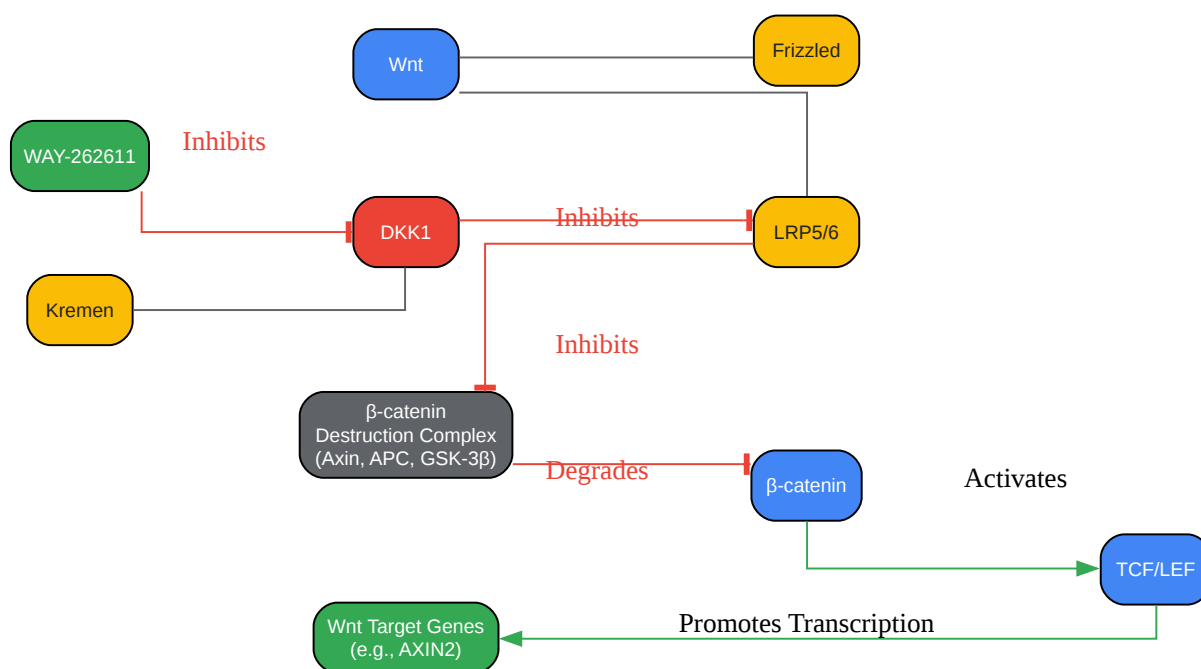 Wnt
Frizzled
WAY-262611
Inhibits
DKK1
Inhibits
LRP5/6
Kremen
Inhibits
β-catenin
Destruction Complex
(Axin, APC, GSK-3β)
Degrades
β-catenin
Activates
TCF/LEF
Wnt Target Genes
(e.g., AXIN2)
Promotes Transcription